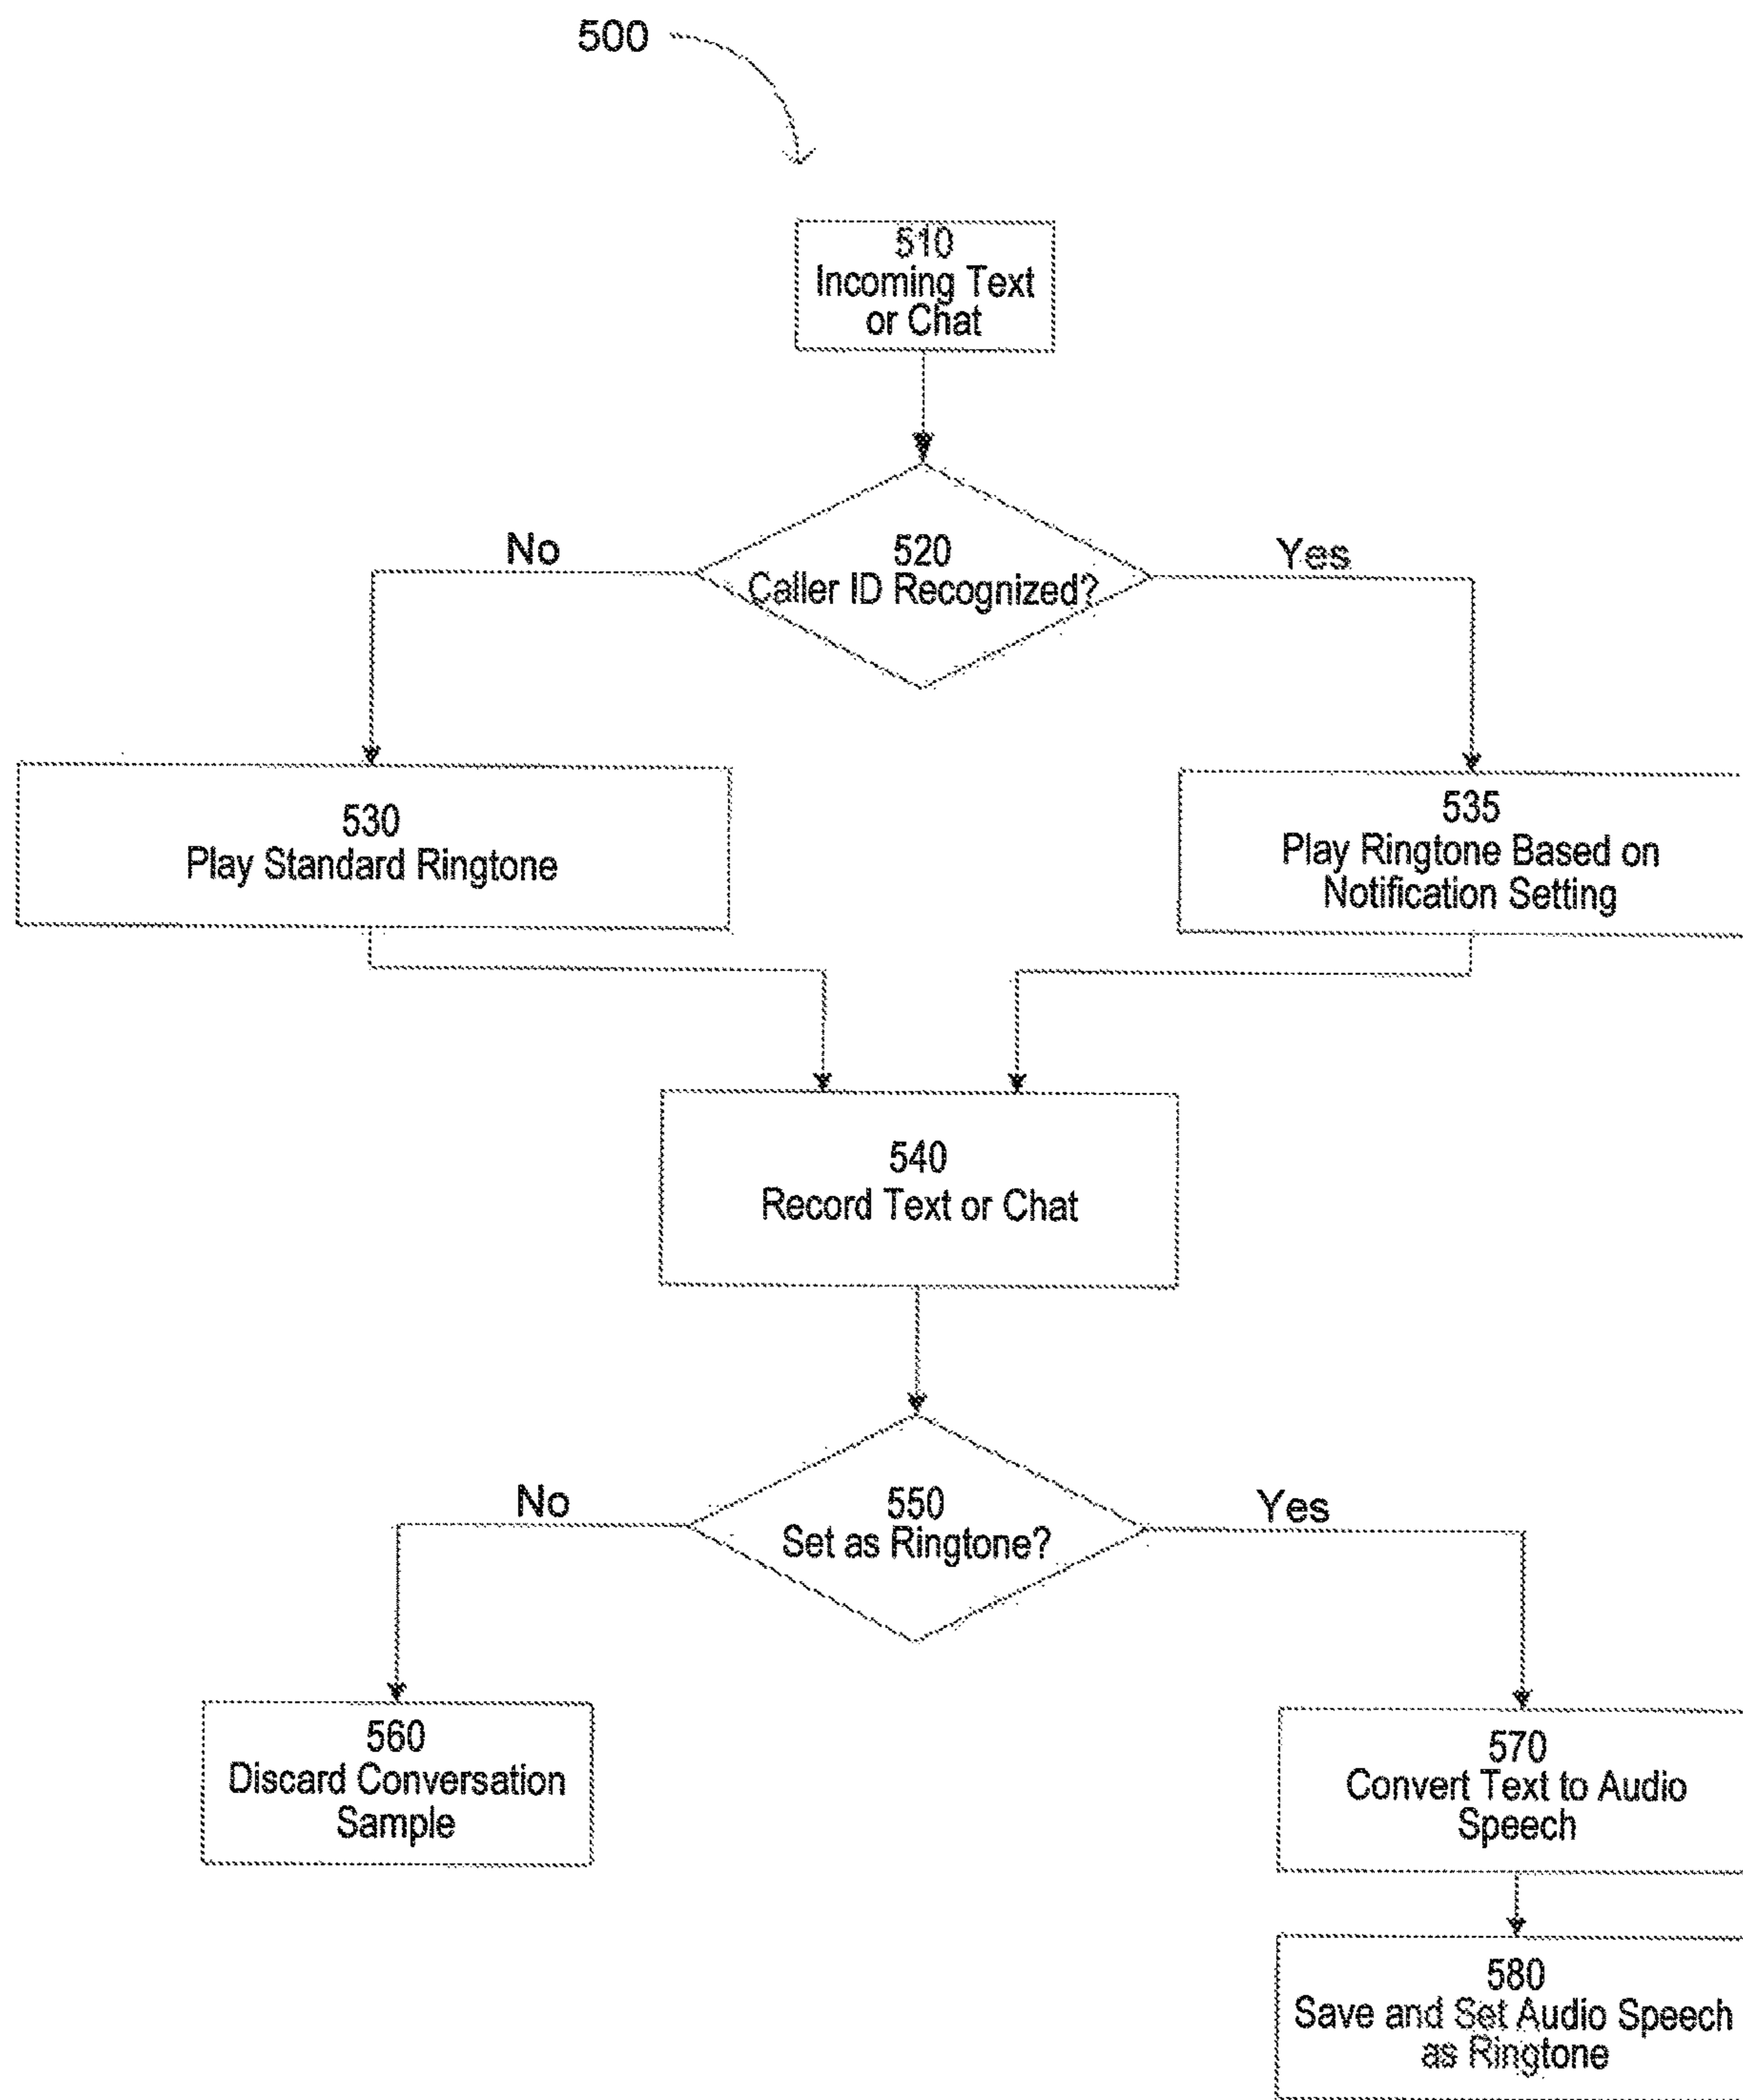 500
510
Incoming Text
or Chat
No
520
Caller ID Recognized?
Yes
530
Play Standard Ringtone
535
Play Ringtone Based on
Notification Setting
540
Record Text or Chat
No
550
Set as Ringtone?
Yes
560
Discard Conversation
Sample
570
Convert Text to Audio
Speech
580
Save and Set Audio Speech
as Ringtone